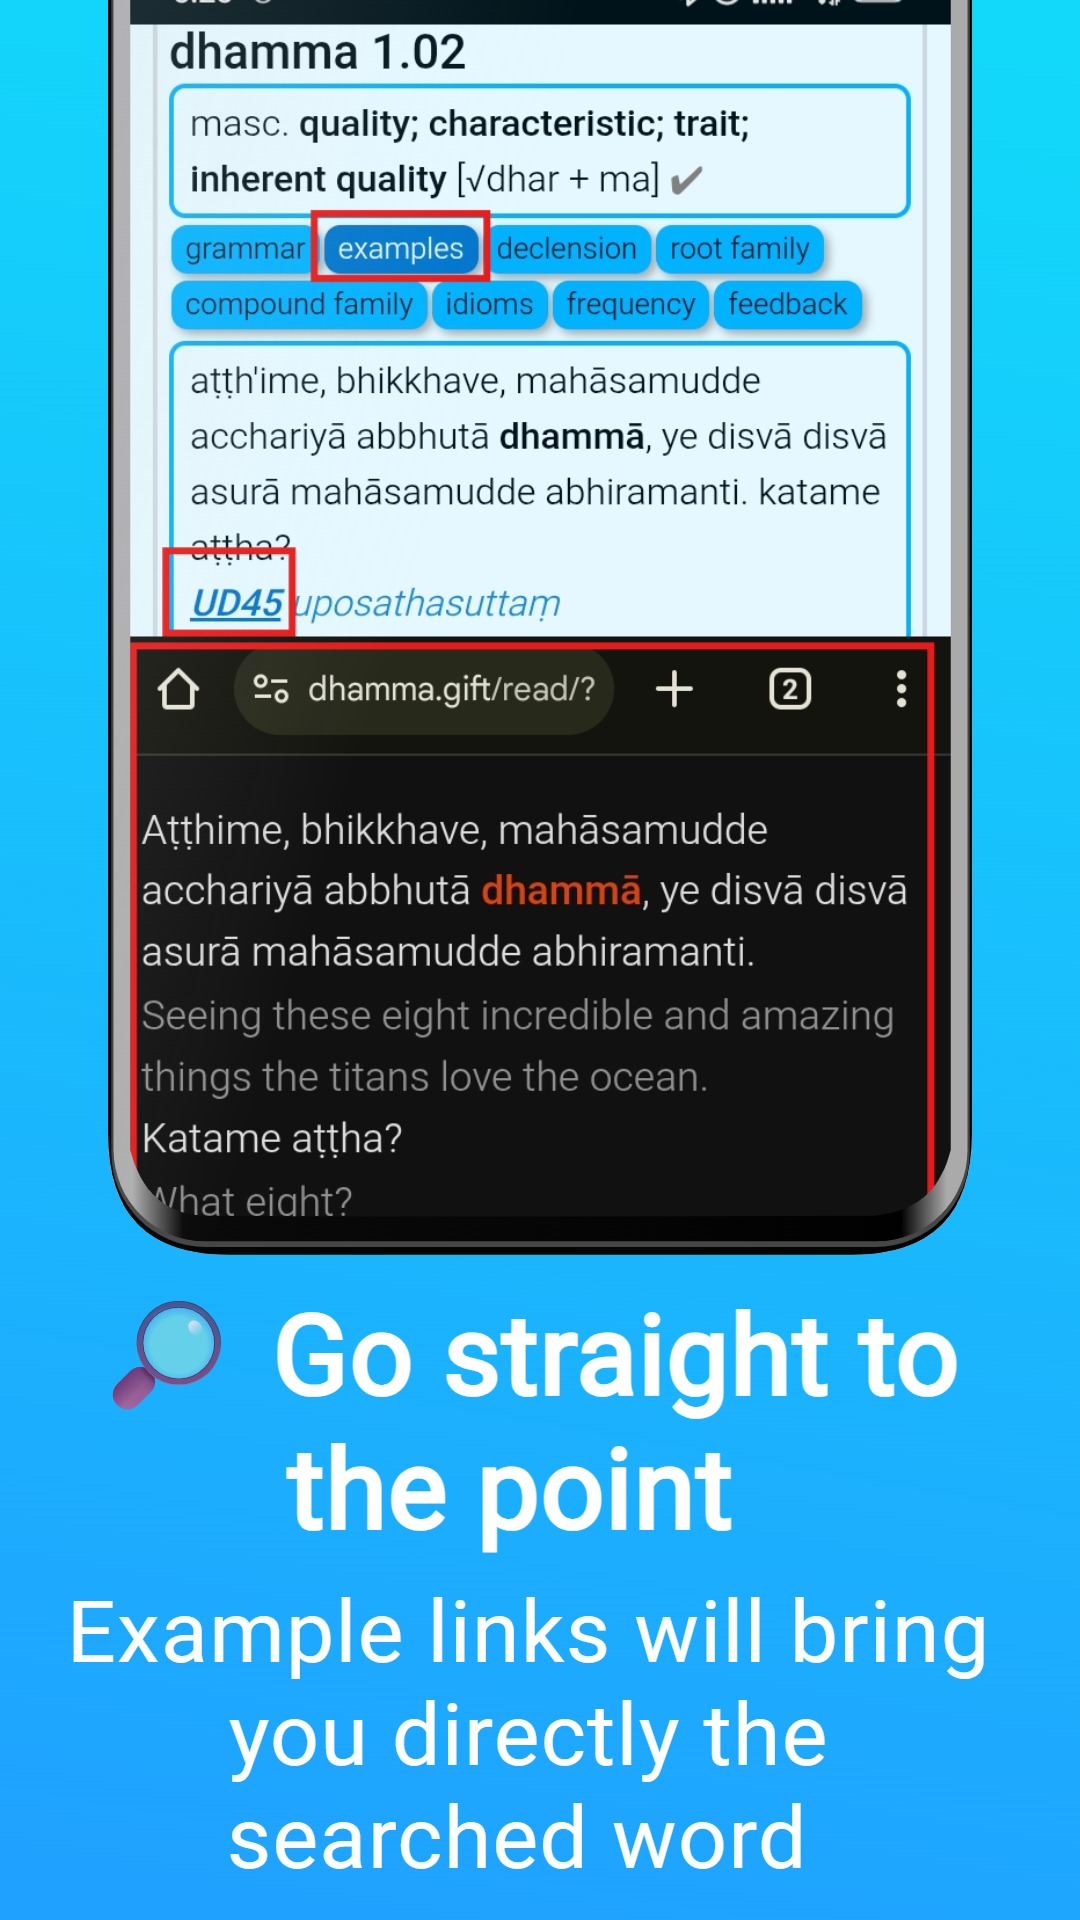 dhamma 1.02
masc. quality; characteristic; trait;
inherent quality [√dhar + ma] ✔
grammar examples declension root family
compound family idioms frequency feedback
aṭṭh'ime, bhikkhave, mahāsamudde
acchariyā abbhutā dhammā, ye disvā disvā
asurā mahāsamudde abhiramanti. katame
aṭṭha?
UD45 uposathasuttaṃ
dhamma.gift/read/?
2
Aṭṭhime, bhikkhave, mahāsamudde
acchariyā abbhutā dhammā, ye disvā disvā
asurā mahāsamudde abhiramanti.
Seeing these eight incredible and amazing
things the titans love the ocean.
Katame aṭṭha?
What eight?
Go straight to
the point
Example links will bring
you directly the
searched word